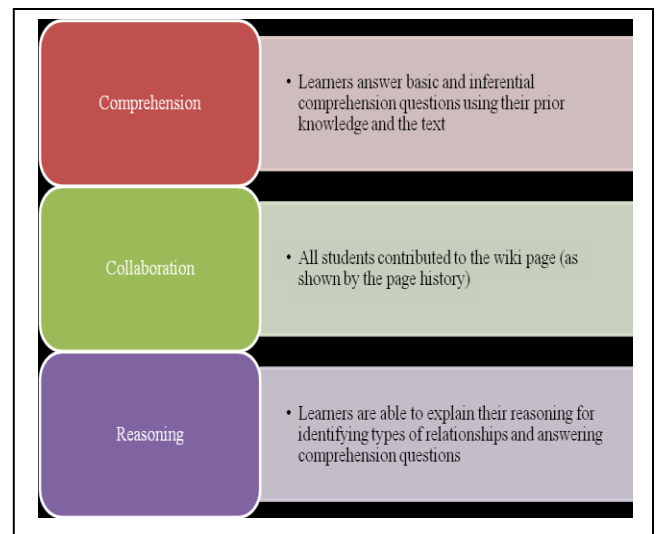 Comprehension
• Learners answer basic and inferential
comprehension questions using their prior
knowledge and the text
Collaboration
• All students contributed to the wiki page (as
shown by the page history)
Reasoning
• Learners are able to explain their reasoning for
identifying types of relationships and answering
comprehension questions